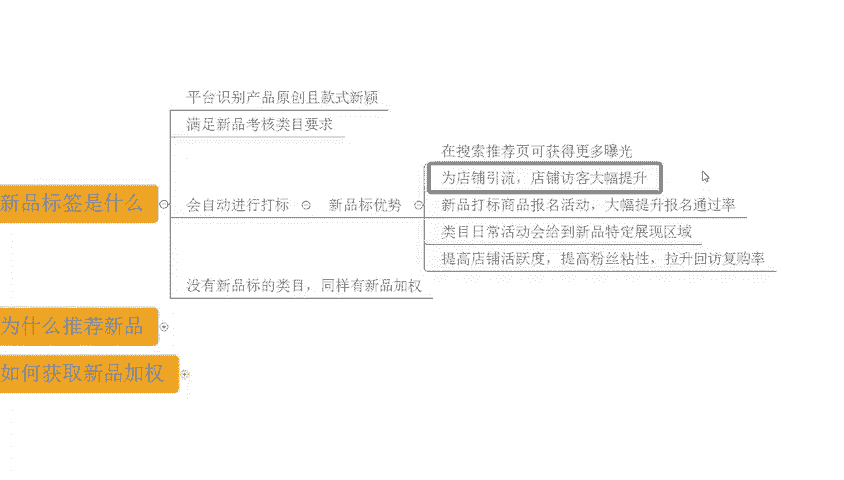 平台识别产品原创且款式新颖
满足新品考核类目要求
在搜索推荐页可获得更多曝光
为店铺引流，店铺访客大幅提升
新品标签是什么
会自动进行打标
新品标优势
新品打标商品报名活动，大幅提升报名通过率
类目日常活动会给到新品特定展现区域
提高店铺活跃度，提高粉丝粘性，拉升回访复购率
没有新品标的类目，同样有新品加权
为什么推荐新品
如何获取新品加权